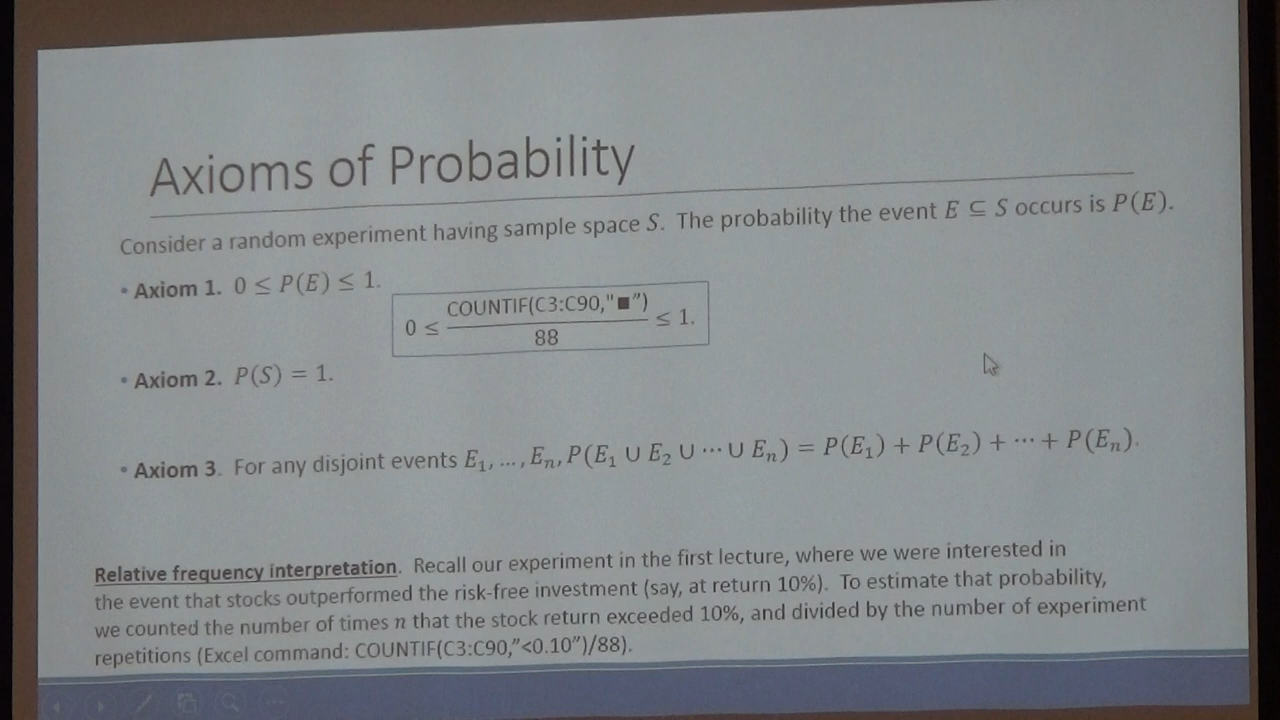 Axioms of Probability
Consider a random experiment having sample space S. The probability the event E ⊆ S occurs is P(E).
• Axiom 1. 0 ≤ P(E) ≤ 1.
0 ≤ COUNTIF(C3:C90,"■”)/88 ≤ 1.
• Axiom 2. P(S) = 1.
• Axiom 3. For any disjoint events E₁, … , Eₙ, P(E₁ ∪ E₂ ∪ ⋯ ∪ Eₙ) = P(E₁) + P(E₂) + ⋯ + P(Eₙ).
Relative frequency interpretation. Recall our experiment in the first lecture, where we were interested in
the event that stocks outperformed the risk-free investment (say, at return 10%). To estimate that probability,
we counted the number of times n that the stock return exceeded 10%, and divided by the number of experiment
repetitions (Excel command: COUNTIF(C3:C90,”<0.10”)/88).